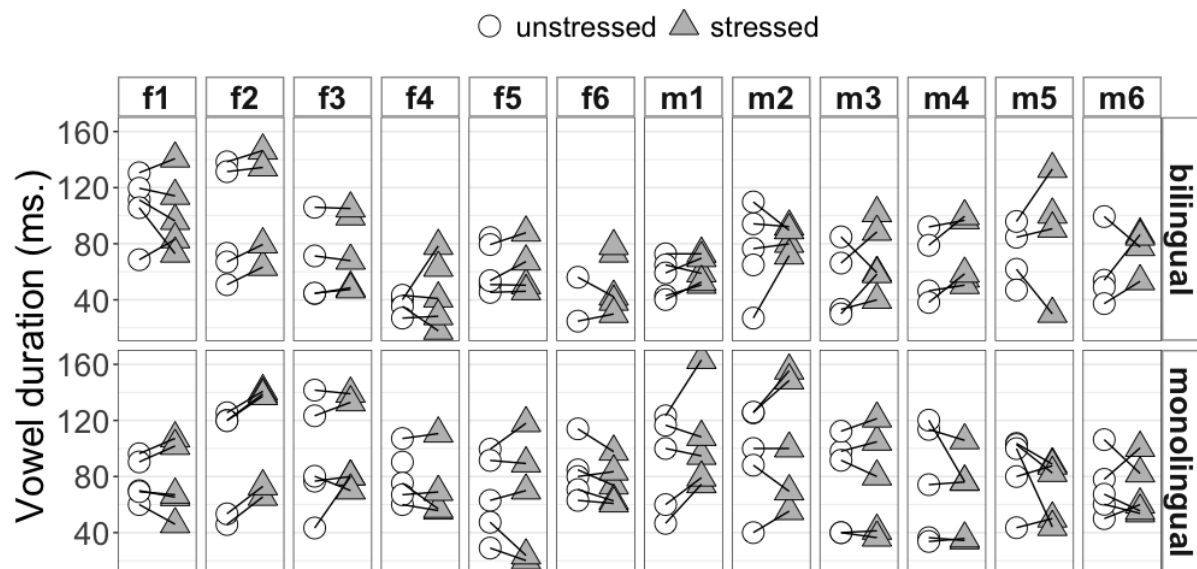 unstressed stressed
f1 f2 f3 f4 f5 f6 m1 m2 m3 m4 m5 m6
160
120
80
40
bilingual
160
120
80
40
monolingual
Vowel duration (ms.)